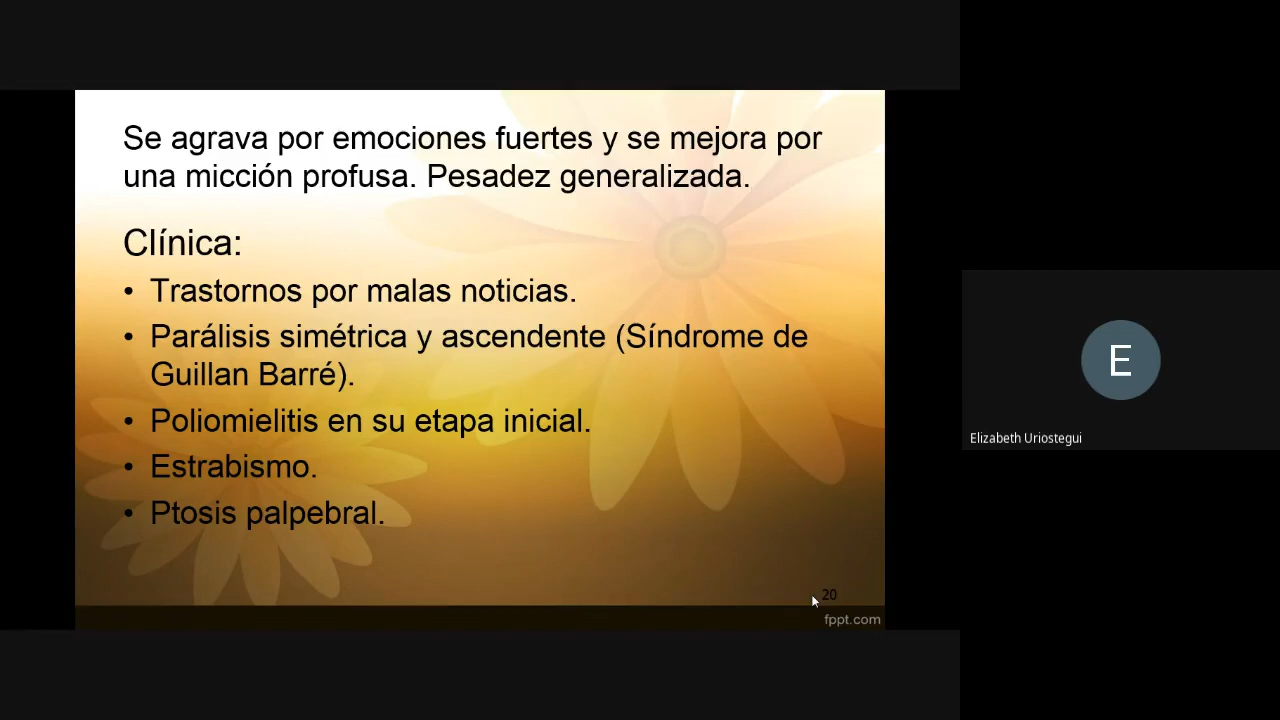 Se agrava por emociones fuertes y se mejora por
una micción profusa. Pesadez generalizada.
Clínica:
• Trastornos por malas noticias.
• Parálisis simétrica y ascendente (Síndrome de
Guillan Barré).
• Poliomielitis en su etapa inicial.
• Estrabismo.
• Ptosis palpebral.
20
fppt.com
E
Elizabeth Uriostegui